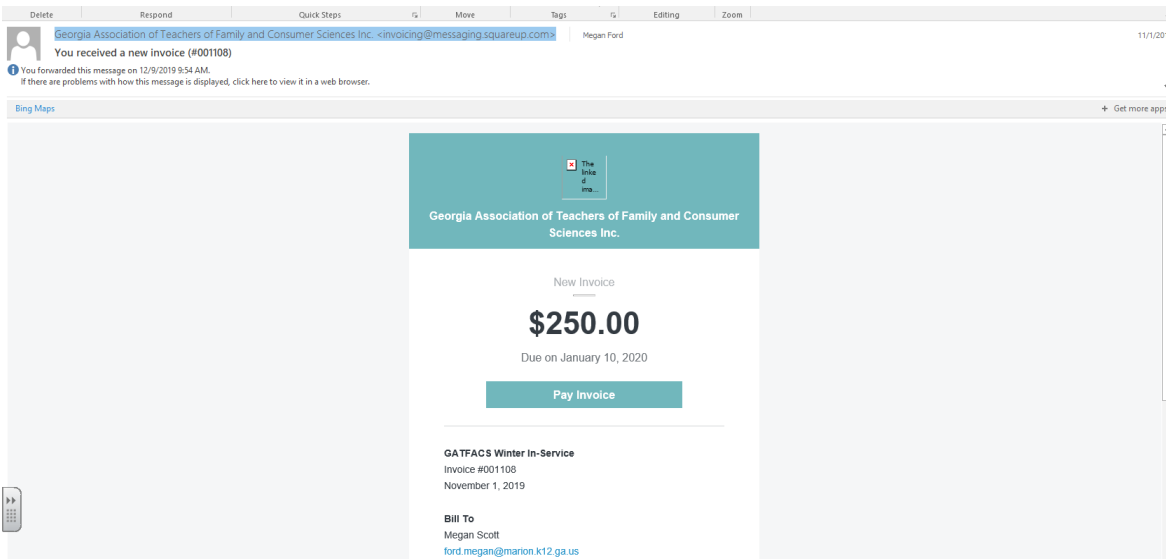 Delete Respond Quick Steps Move Tags Editing Zoom
Georgia Association of Teachers of Family and Consumer Sciences Inc. <invoicing@messaging.squareup.com> Megan Ford 11/1/201
You received a new invoice (#001108)
You forwarded this message on 12/9/2019 9:54 AM.
If there are problems with how this message is displayed, click here to view it in a web browser.
Bing Maps + Get more apps
The
linke
d
ima...
Georgia Association of Teachers of Family and Consumer
Sciences Inc.
New Invoice
$250.00
Due on January 10, 2020
Pay Invoice
GATFACS Winter In-Service
Invoice #001108
November 1, 2019
Bill To
Megan Scott
ford.megan@marion.k12.ga.us